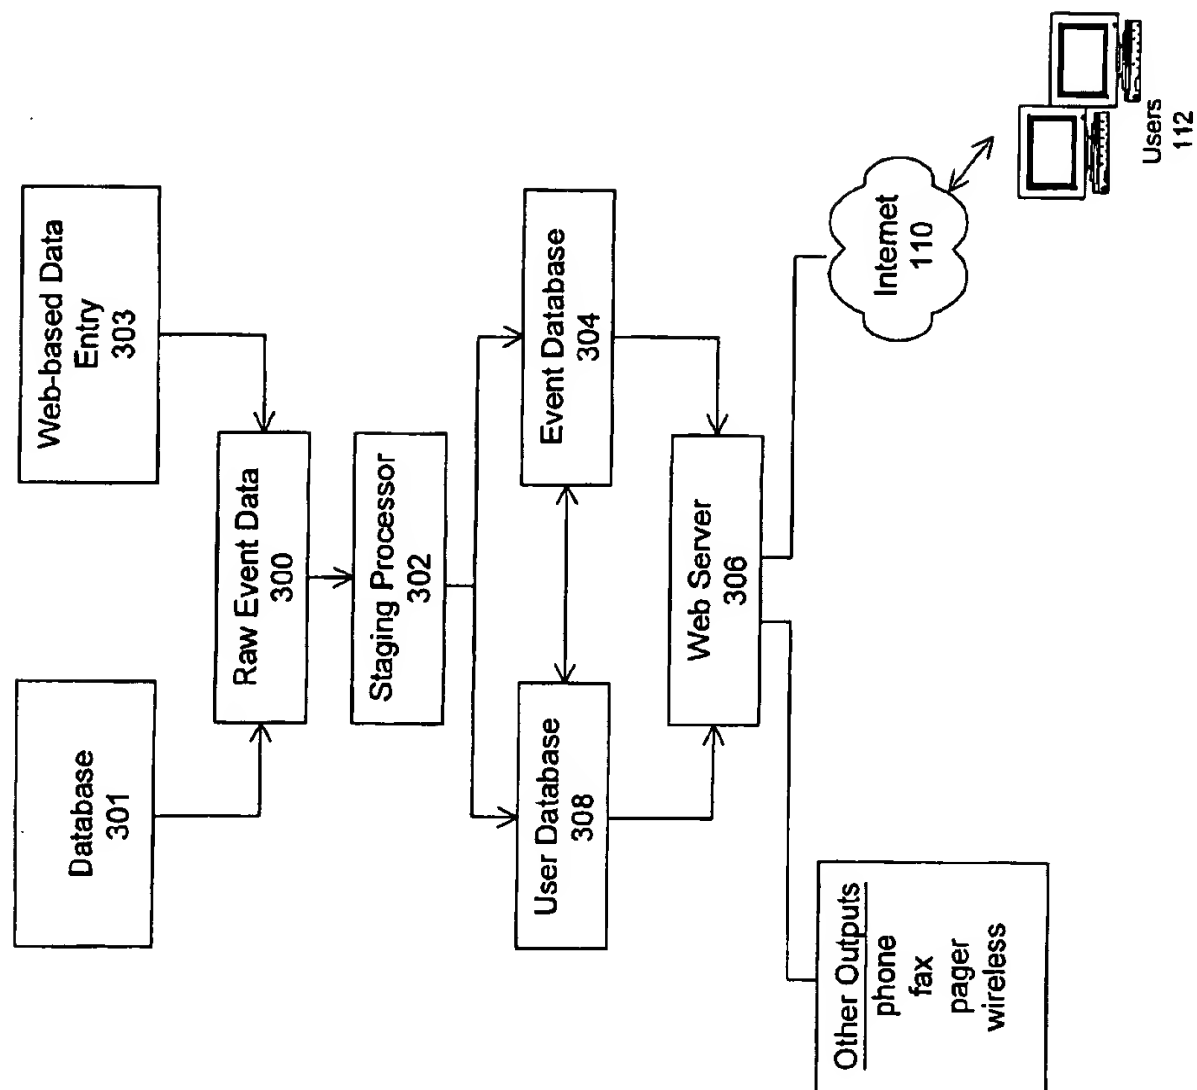 Database
301
Web-based Data
Entry
303
Raw Event Data
300
Staging Processor
302
User Database
308
Event Database
304
Web Server
306
Other Outputs
phone
fax
pager
wireless
Internet
110
Users
112